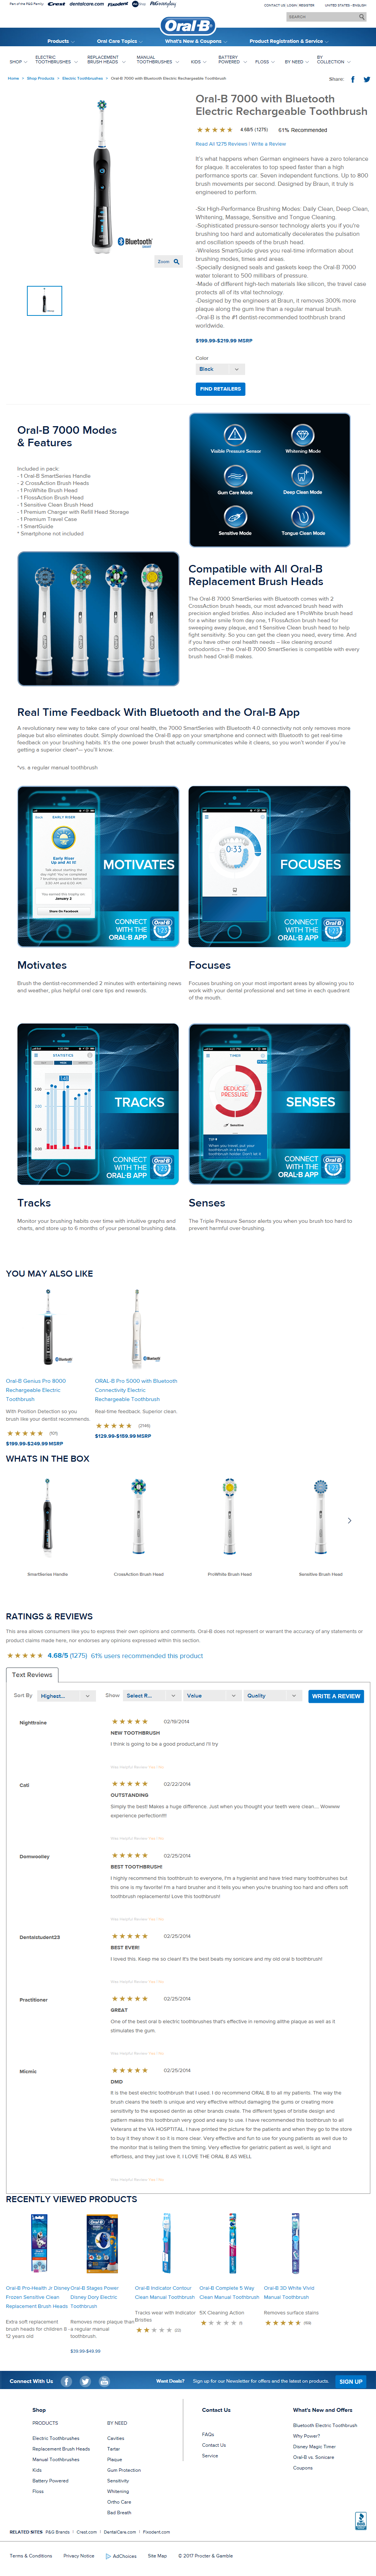 Part of the P&G Family Crest dentalcare.com Fixodent P&G everyday
CONTACT US LOGIN REGISTER UNITED STATES - ENGLISH
SEARCH
Oral-B
Products Oral Care Topics What's New & Coupons Product Registration & Service
SHOP ELECTRIC TOOTHBRUSHES REPLACEMENT BRUSH HEADS MANUAL TOOTHBRUSHES KIDS BATTERY POWERED FLOSS BY NEED BY COLLECTION
Home > Shop Products > Electric Toothbrushes > Oral-B 7000 with Bluetooth Electric Rechargeable Toothbrush
Share:
Bluetooth
Zoom
Oral-B 7000 with Bluetooth
Electric Rechargeable Toothbrush
4.68/5 (1275) 61% Recommended
Read All 1275 Reviews | Write a Review
It's what happens when German engineers have a zero tolerance
for plaque. It accelerates to top speed faster than a high
performance sports car. Seven independent functions. Up to 800
brush movements per second. Designed by Braun, it is truly
engineered to perform.
-Six High-Performance Brushing Modes: Daily Clean, Deep Clean,
Whitening, Massage, Sensitive and Tongue Cleaning.
-Sophisticated pressure-sensor technology alerts you if you're
brushing too hard and automatically decelerates the pulsation
and oscillation speeds of the brush head.
-Wireless SmartGuide gives you real-time information about
brushing modes, times and areas.
-Specially designed seals and gaskets keep the Oral-B 7000
water tolerant to 500 millibars of pressure.
-Made of different high-tech materials like silicon, the travel case
protects all of its vital technology.
-Designed by the engineers at Braun, it removes 300% more
plaque along the gum line than a regular manual brush.
-Oral-B is the #1 dentist-recommended toothbrush brand
worldwide.
$199.99-$219.99 MSRP
Color
Black
FIND RETAILERS
Oral-B 7000 Modes
& Features
Included in pack:
- 1 Oral-B SmartSeries Handle
- 2 CrossAction Brush Heads
- 1 ProWhite Brush Head
- 1 FlossAction Brush Head
- 1 Sensitive Clean Brush Head
- 1 Premium Charger with Refill Head Storage
- 1 Premium Travel Case
- 1 SmartGuide
* Smartphone not included
Visible Pressure Sensor Whitening Mode
Gum Care Mode Deep Clean Mode
Sensitive Mode Tongue Clean Mode
Compatible with All Oral-B
Replacement Brush Heads
The Oral-B 7000 SmartSeries with Bluetooth comes with 2
CrossAction brush heads, our most advanced brush head with
precision angled bristles. Also included are 1 ProWhite brush head
for a whiter smile from day one, 1 FlossAction brush head for
sweeping away plaque, and 1 Sensitive Clean brush head to help
fight sensitivity. So you can get the clean you need, every time. And
if you have other oral health needs – like cleaning around
orthodontics – the Oral-B 7000 SmartSeries is compatible with every
brush head Oral-B makes.
Real Time Feedback With Bluetooth and the Oral-B App
A revolutionary new way to take care of your oral health, the 7000 SmartSeries with Bluetooth 4.0 connectivity not only removes more
plaque but also eliminates doubt. Simply download the Oral-B app on your smartphone and connect with Bluetooth to get real-time
feedback on your brushing habits. It's the one power brush that actually communicates while it cleans, so you won't wonder if you're
getting a superior clean*— you'll know it.
*vs. a regular manual toothbrush
EARLY RISER
Early Rise
Up and At It!
Share On Facebook
MOTIVATES
CONNECT
WITH THE
ORAL-B APP
0:33
FOCUSES
CONNECT
WITH THE
ORAL-B APP
Motivates
Brush the dentist-recommended 2 minutes with entertaining news
and weather, plus helpful oral care tips and rewards.
Focuses
Focuses brushing on your most important areas by allowing you to
work with your dental professional and set time in each quadrant
of the mouth.
STATISTICS
3.00
2.00
1.00
0.00
TRACKS
CONNECT
WITH THE
ORAL-B APP
TIMER
REDUCE
PRESSURE
Sensitive
SENSES
CONNECT
WITH THE
ORAL-B APP
Tracks
Monitor your brushing habits over time with intuitive graphs and
charts, and store up to 6 months of your personal brushing data.
Senses
The Triple Pressure Sensor alerts you when you brush too hard to
prevent harmful over-brushing.
YOU MAY ALSO LIKE
Bluetooth
Bluetooth
Oral-B Genius Pro 8000
Rechargeable Electric
Toothbrush
With Position Detection so you
brush like your dentist recommends.
$199.99-$249.99 MSRP
ORAL-B Pro 5000 with Bluetooth
Connectivity Electric
Rechargeable Toothbrush
Real-time feedback. Superior clean.
$129.99-$159.99 MSRP
WHATS IN THE BOX
SmartSeries Handle CrossAction Brush Head ProWhite Brush Head Sensitive Brush Head
RATINGS & REVIEWS
This area allows consumers like you to express their own opinions and comments. Oral-B does not represent or warrant the accuracy of any statements or
product claims made here, nor endorses any opinions expressed within this section.
4.68/5 (1275) 61% users recommended this product
Text Reviews
Sort By Highest... Show Select R... Value Quality WRITE A REVIEW
Nighttraine 02/19/2014
NEW TOOTHBRUSH
I think is going to be a good product,and i'll try
Cati 02/22/2014
OUTSTANDING
Simply the best! Makes a huge difference. Just when you thought your teeth were clean.... Wowww
experience perfection!!!
Domwoolley 02/25/2014
BEST TOOTHBRUSH!
I highly recommend this toothbrush to everyone, I'm a hygienist and have tried many toothbrushes but
this one is my favorite! I'm a hard brusher and it tells you when you're brushing too hard and offers soft
toothbrush replacements! Love this toothbrush!
Dentalstudent23 02/25/2014
BEST EVER!
I loved this. Keep me so clean! It's the best beats my sonicare and my old oral b toothbrush!
Practitioner 02/25/2014
GREAT
One of the best oral b electric toothbrushes that's effective in removing allthe plaque as well as it
stimulates the gum.
Micmic 02/25/2014
DMD
It is the best electric toothbrush that I used. I do recommend ORAL B to all my patients. The way the
brush cleans the teeth is unique and very effective without damaging the outer most surface or more
sensitivity to the exposed parts of dentin as compared to the other brands. The different colors and
design makes this toothbrush very good and easy to use. I have recommended this toothbrush to all
Veterans at the VA HOSPTITAL. I have printed the picture for the patients and when they go to the store
to buy it they know it so it is more clear. Very effective and fun to use for young patients as well due to
the monitor that is telling them the timing. Very effective for geriatric patient as well, is light and
effortless, and they just love it. I LOVE THE ORAL B AS WELL
RECENTLY VIEWED PRODUCTS
Oral-B Pro-Health Jr Disney
Frozen Sensitive Clean
Replacement Brush Heads
Extra soft replacement
brush heads for children 8 -
12 years old
Oral-B Stages Power
Disney Dory Electric
Toothbrush
Removes more plaque than
a regular manual
toothbrush
$39.99-$49.99
Oral-B Indicator Contour
Clean Manual Toothbrush
Tracks wear with Indicator
Bristles
Oral-B Complete 5 Way
Clean Manual Toothbrush
5X Cleaning Action
Oral-B 3D White Vivid
Manual Toothbrush
Removes surface stains
Connect With Us Want Deals? Sign up for our Newsletter for offers and the latest on products. SIGN UP
Shop
PRODUCTS
Electric Toothbrushes
Replacement Brush Heads
Manual Toothbrushes
Kids
Battery Powered
Floss
BY NEED
Cavities
Tartar
Plaque
Gum Protection
Sensitivity
Whitening
Ortho Care
Bad Breath
Contact Us
FAQs
Contact Us
Service
What's New and Offers
Bluetooth Electric Toothbrush
Why Power?
Disney Magic Timer
Oral-B vs. Sonicare
Coupons
BBB
RELATED SITES P&G Brands | Crest.com | DentalCare.com | Fixodent.com
Terms & Conditions Privacy Notice AdChoices Site Map © 2017 Procter & Gamble